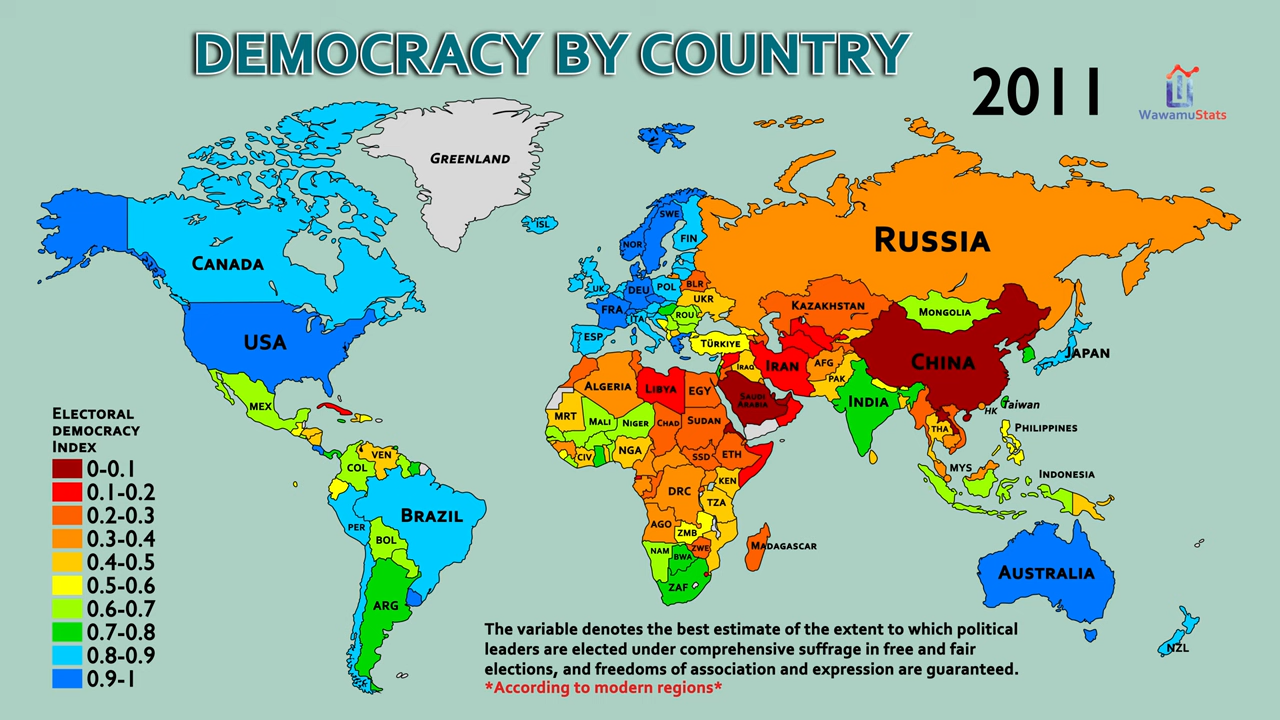 DEMOCRACY BY COUNTRY
2011
WawamuStats
GREENLAND
ISL
SWE
FIN
NOR
RUSSIA
CANADA
UK
DEU
POL
BLR
UKR
FRA
ITA
ROU
ESP
KAZAKHSTAN
MONGOLIA
USA
TÜRKIYE
JAPAN
IRAQ
IRAN
AFG
PAK
CHINA
ALGERIA
LIBYA
EGY
SAUDI
ARABIA
INDIA
MEX
MRT
MALI
NIGER
CHAD
SUDAN
HK
Taiwan
THA
PHILIPPINES
CIV
NGA
SSD
ETH
VEN
COL
MYS
INDONESIA
KEN
DRC
TZA
BRAZIL
PER
AGO
ZMB
BOL
NAM
ZWE
BWA
MADAGASCAR
ZAF
AUSTRALIA
ARG
NZL
ELECTORAL
DEMOCRACY
INDEX
0-0.1
0.1-0.2
0.2-0.3
0.3-0.4
0.4-0.5
0.5-0.6
0.6-0.7
0.7-0.8
0.8-0.9
0.9-1
The variable denotes the best estimate of the extent to which political
leaders are elected under comprehensive suffrage in free and fair
elections, and freedoms of association and expression are guaranteed.
*According to modern regions*